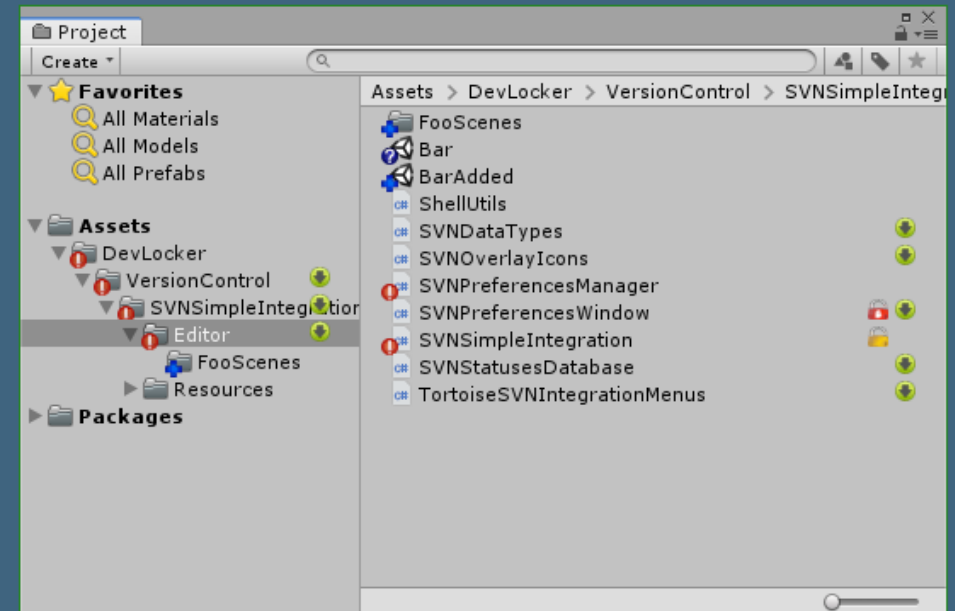 Project
Create
Favorites
All Materials
All Models
All Prefabs
Assets
DevLocker
VersionControl
SVNSimpleIntegration
Editor
FooScenes
Resources
Packages
Assets > DevLocker > VersionControl > SVNSimpleInteg
FooScenes
Bar
BarAdded
c# ShellUtils
c# SVNDataTypes
c# SVNOverlayIcons
c# SVNPreferencesManager
c# SVNPreferencesWindow
c# SVNSimpleIntegration
c# SVNStatusesDatabase
c# TortoiseSVNIntegrationMenus